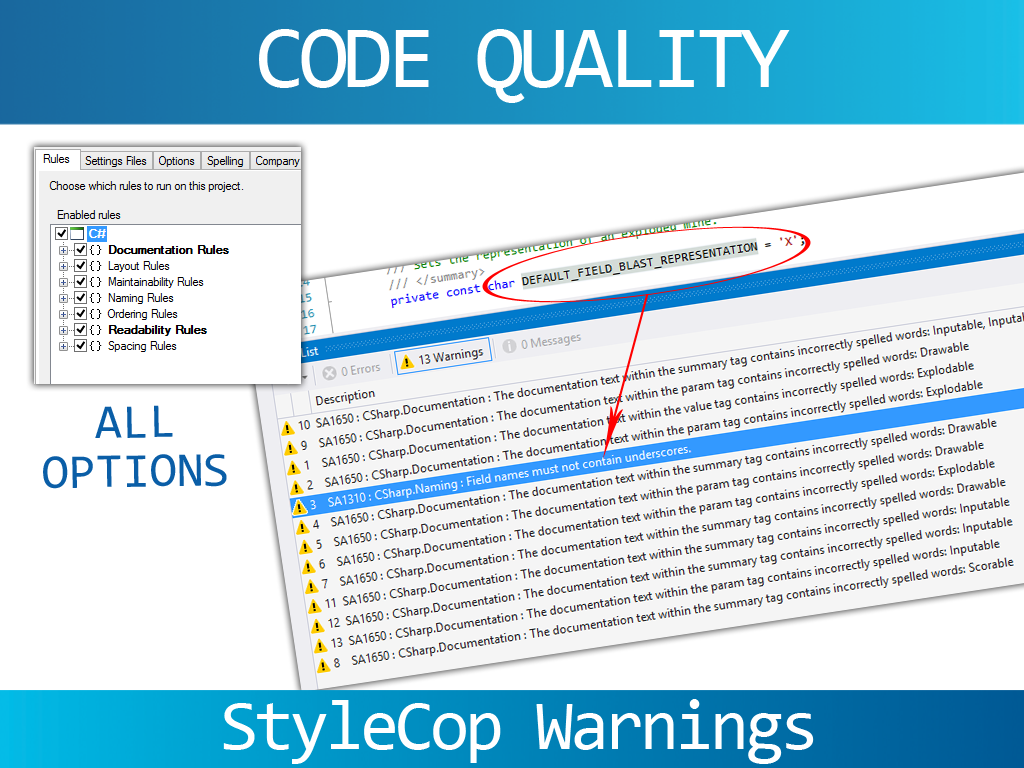 CODE QUALITY
Rules Settings Files Options Spelling Company
Choose which rules to run on this project.
Enabled rules
C#
{} Documentation Rules
{} Layout Rules
{} Maintainability Rules
{} Naming Rules
{} Ordering Rules
{} Readability Rules
{} Spacing Rules
ALL
OPTIONS
/// Sets the representation of an exploded mine.
15 /// </summary>
16 private const char DEFAULT_FIELD_BLAST_REPRESENTATION = 'X';
17
List
0 Errors 13 Warnings 0 Messages
Description
10 SA1650 : CSharp.Documentation : The documentation text within the summary tag contains incorrectly spelled words: Inputable,
9 SA1650 : CSharp.Documentation : The documentation text within the param tag contains incorrectly spelled words: Drawable
1 SA1650 : CSharp.Documentation : The documentation text within the value tag contains incorrectly spelled words: Explodable
2 SA1650 : CSharp.Documentation : The documentation text within the param tag contains incorrectly spelled words: Explodable
3 SA1310 : CSharp.Naming : Field names must not contain underscores.
4 SA1650 : CSharp.Documentation : The documentation text within the summary tag contains incorrectly spelled words: Drawable
5 SA1650 : CSharp.Documentation : The documentation text within the param tag contains incorrectly spelled words: Drawable
6 SA1650 : CSharp.Documentation : The documentation text within the param tag contains incorrectly spelled words: Explodable
7 SA1650 : CSharp.Documentation : The documentation text within the summary tag contains incorrectly spelled words: Drawable
11 SA1650 : CSharp.Documentation : The documentation text within the summary tag contains incorrectly spelled words: Inputable
12 SA1650 : CSharp.Documentation : The documentation text within the param tag contains incorrectly spelled words: Inputable
13 SA1650 : CSharp.Documentation : The documentation text within the param tag contains incorrectly spelled words: Inputable
8 SA1650 : CSharp.Documentation : The documentation text within the summary tag contains incorrectly spelled words: Scorable
StyleCop Warnings